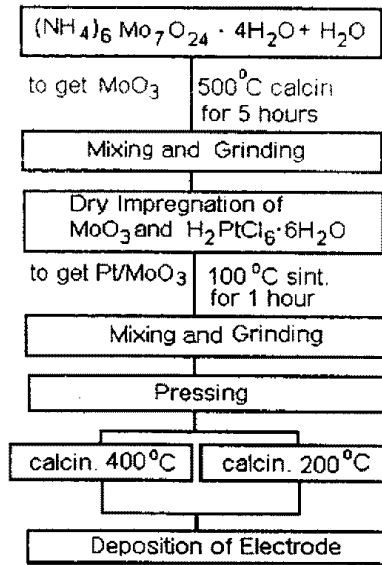 (NH₄)₆ Mo₇O₂₄ · 4H₂O + H₂O
to get MoO₃ 500°C calcin
for 5 hours
Mixing and Grinding
Dry Impregnation of
MoO₃ and H₂PtCl₆·6H₂O
to get Pt/MoO₃ 100 °C sint.
for 1 hour
Mixing and Grinding
Pressing
calcin. 400°C calcin. 200°C
Deposition of Electrode